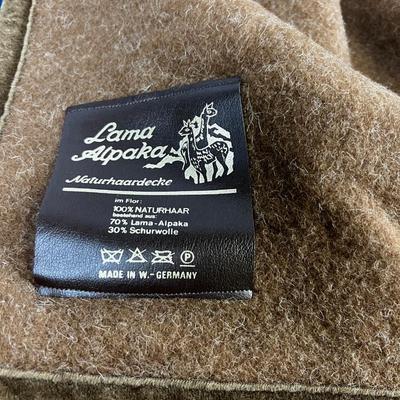 Lama
Alpaka
Naturhaardecke
im Flor:
100% NATURHAAR
bestehend aus:
70% Lama-Alpaka
30% Schurwolle
P
MADE IN W.-GERMANY